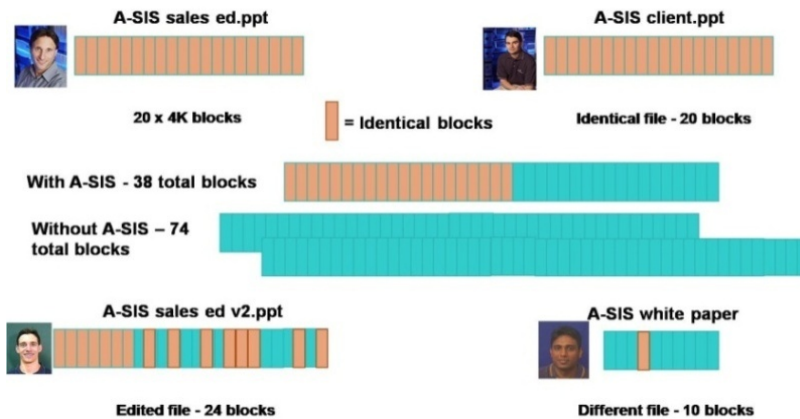 A-SIS sales ed.ppt
A-SIS client.ppt
20 x 4K blocks
= Identical blocks
Identical file - 20 blocks
With A-SIS - 38 total blocks
Without A-SIS – 74
total blocks
A-SIS sales ed v2.ppt
A-SIS white paper
Edited file - 24 blocks
Different file - 10 blocks